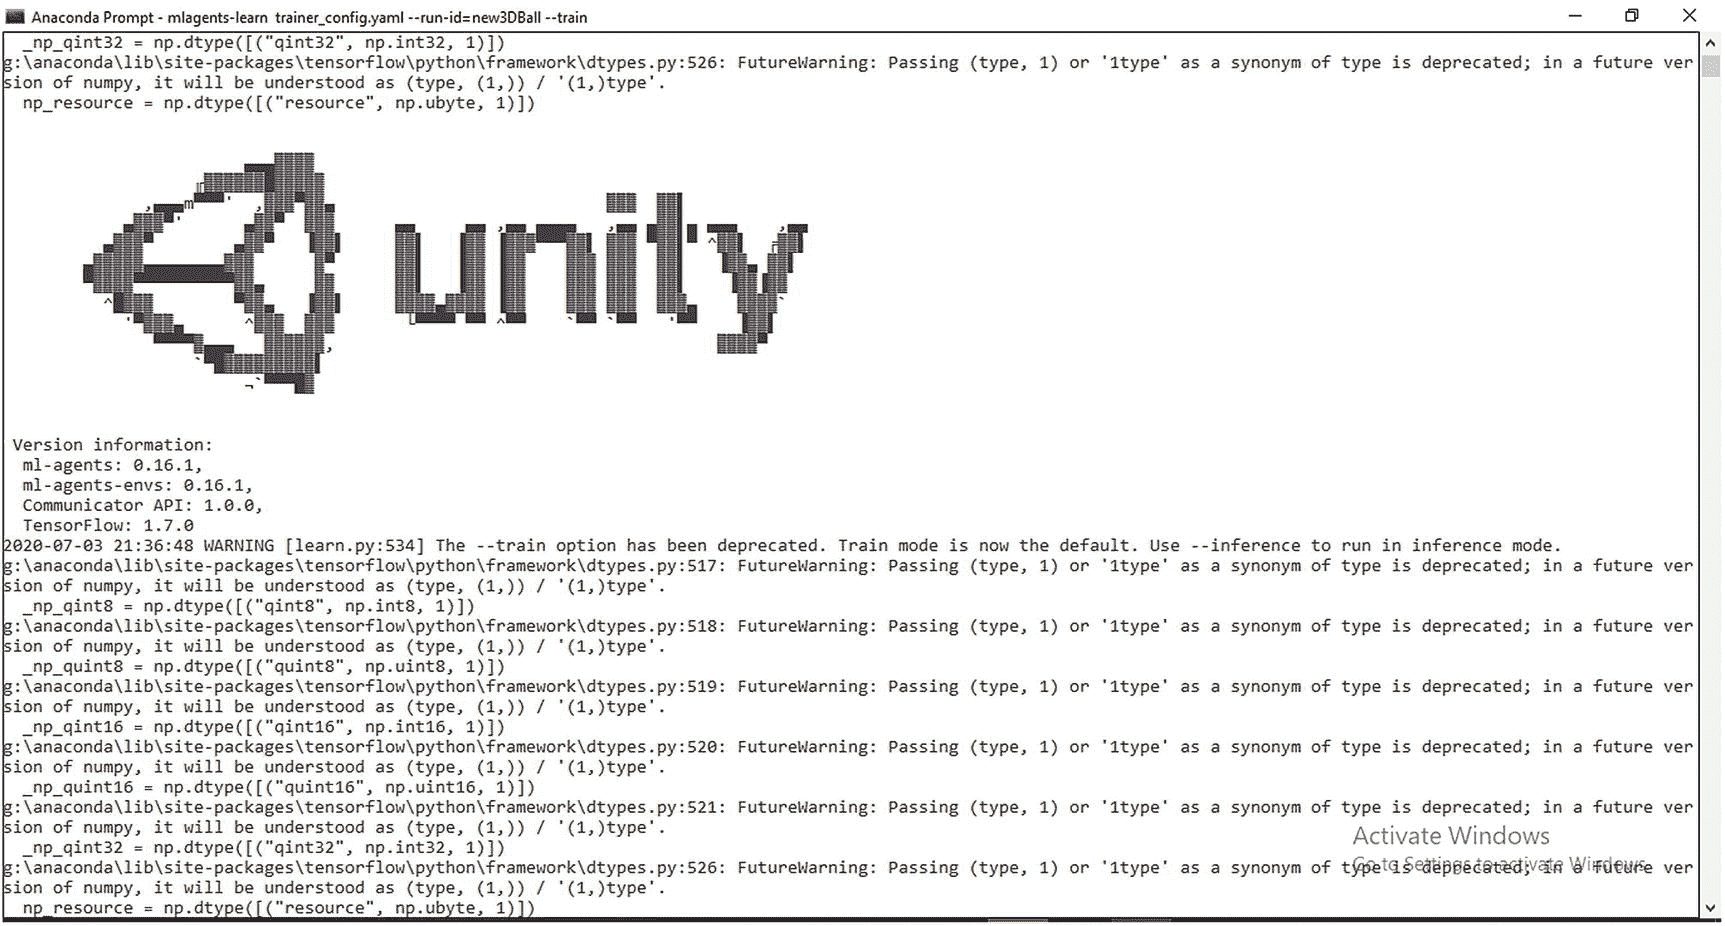 Anaconda Prompt - mlagents-learn  trainer_config.yaml --run-id=new3DBall --train
_np_qint32 = np.dtype([("qint32", np.int32, 1)])
g:\anaconda\lib\site-packages\tensorflow\python\framework\dtypes.py:526: FutureWarning: Passing (type, 1) or '1type' as a synonym of type is deprecated; in a future ver
sion of numpy, it will be understood as (type, (1,)) / '(1,)type'.
np_resource = np.dtype([("resource", np.ubyte, 1)])
unity
Version information:
ml-agents: 0.16.1,
ml-agents-envs: 0.16.1,
Communicator API: 1.0.0,
TensorFlow: 1.7.0
2020-07-03 21:36:48 WARNING [learn.py:534] The --train option has been deprecated. Train mode is now the default. Use --inference to run in inference mode.
g:\anaconda\lib\site-packages\tensorflow\python\framework\dtypes.py:517: FutureWarning: Passing (type, 1) or '1type' as a synonym of type is deprecated; in a future ver
sion of numpy, it will be understood as (type, (1,)) / '(1,)type'.
_np_qint8 = np.dtype([("qint8", np.int8, 1)])
g:\anaconda\lib\site-packages\tensorflow\python\framework\dtypes.py:518: FutureWarning: Passing (type, 1) or '1type' as a synonym of type is deprecated; in a future ver
sion of numpy, it will be understood as (type, (1,)) / '(1,)type'.
_np_quint8 = np.dtype([("quint8", np.uint8, 1)])
g:\anaconda\lib\site-packages\tensorflow\python\framework\dtypes.py:519: FutureWarning: Passing (type, 1) or '1type' as a synonym of type is deprecated; in a future ver
sion of numpy, it will be understood as (type, (1,)) / '(1,)type'.
_np_qint16 = np.dtype([("qint16", np.int16, 1)])
g:\anaconda\lib\site-packages\tensorflow\python\framework\dtypes.py:520: FutureWarning: Passing (type, 1) or '1type' as a synonym of type is deprecated; in a future ver
sion of numpy, it will be understood as (type, (1,)) / '(1,)type'.
_np_quint16 = np.dtype([("quint16", np.uint16, 1)])
g:\anaconda\lib\site-packages\tensorflow\python\framework\dtypes.py:521: FutureWarning: Passing (type, 1) or '1type' as a synonym of type is deprecated; in a future ver
sion of numpy, it will be understood as (type, (1,)) / '(1,)type'.
Activate Windows
_np_qint32 = np.dtype([("qint32", np.int32, 1)])
g:\anaconda\lib\site-packages\tensorflow\python\framework\dtypes.py:526: FutureWarning: Passing (type, 1) or '1type' as a synonym of type is deprecated; in a future ver
Go to Settings to activate Windows.
sion of numpy, it will be understood as (type, (1,)) / '(1,)type'.
np_resource = np.dtype([("resource", np.ubyte, 1)])